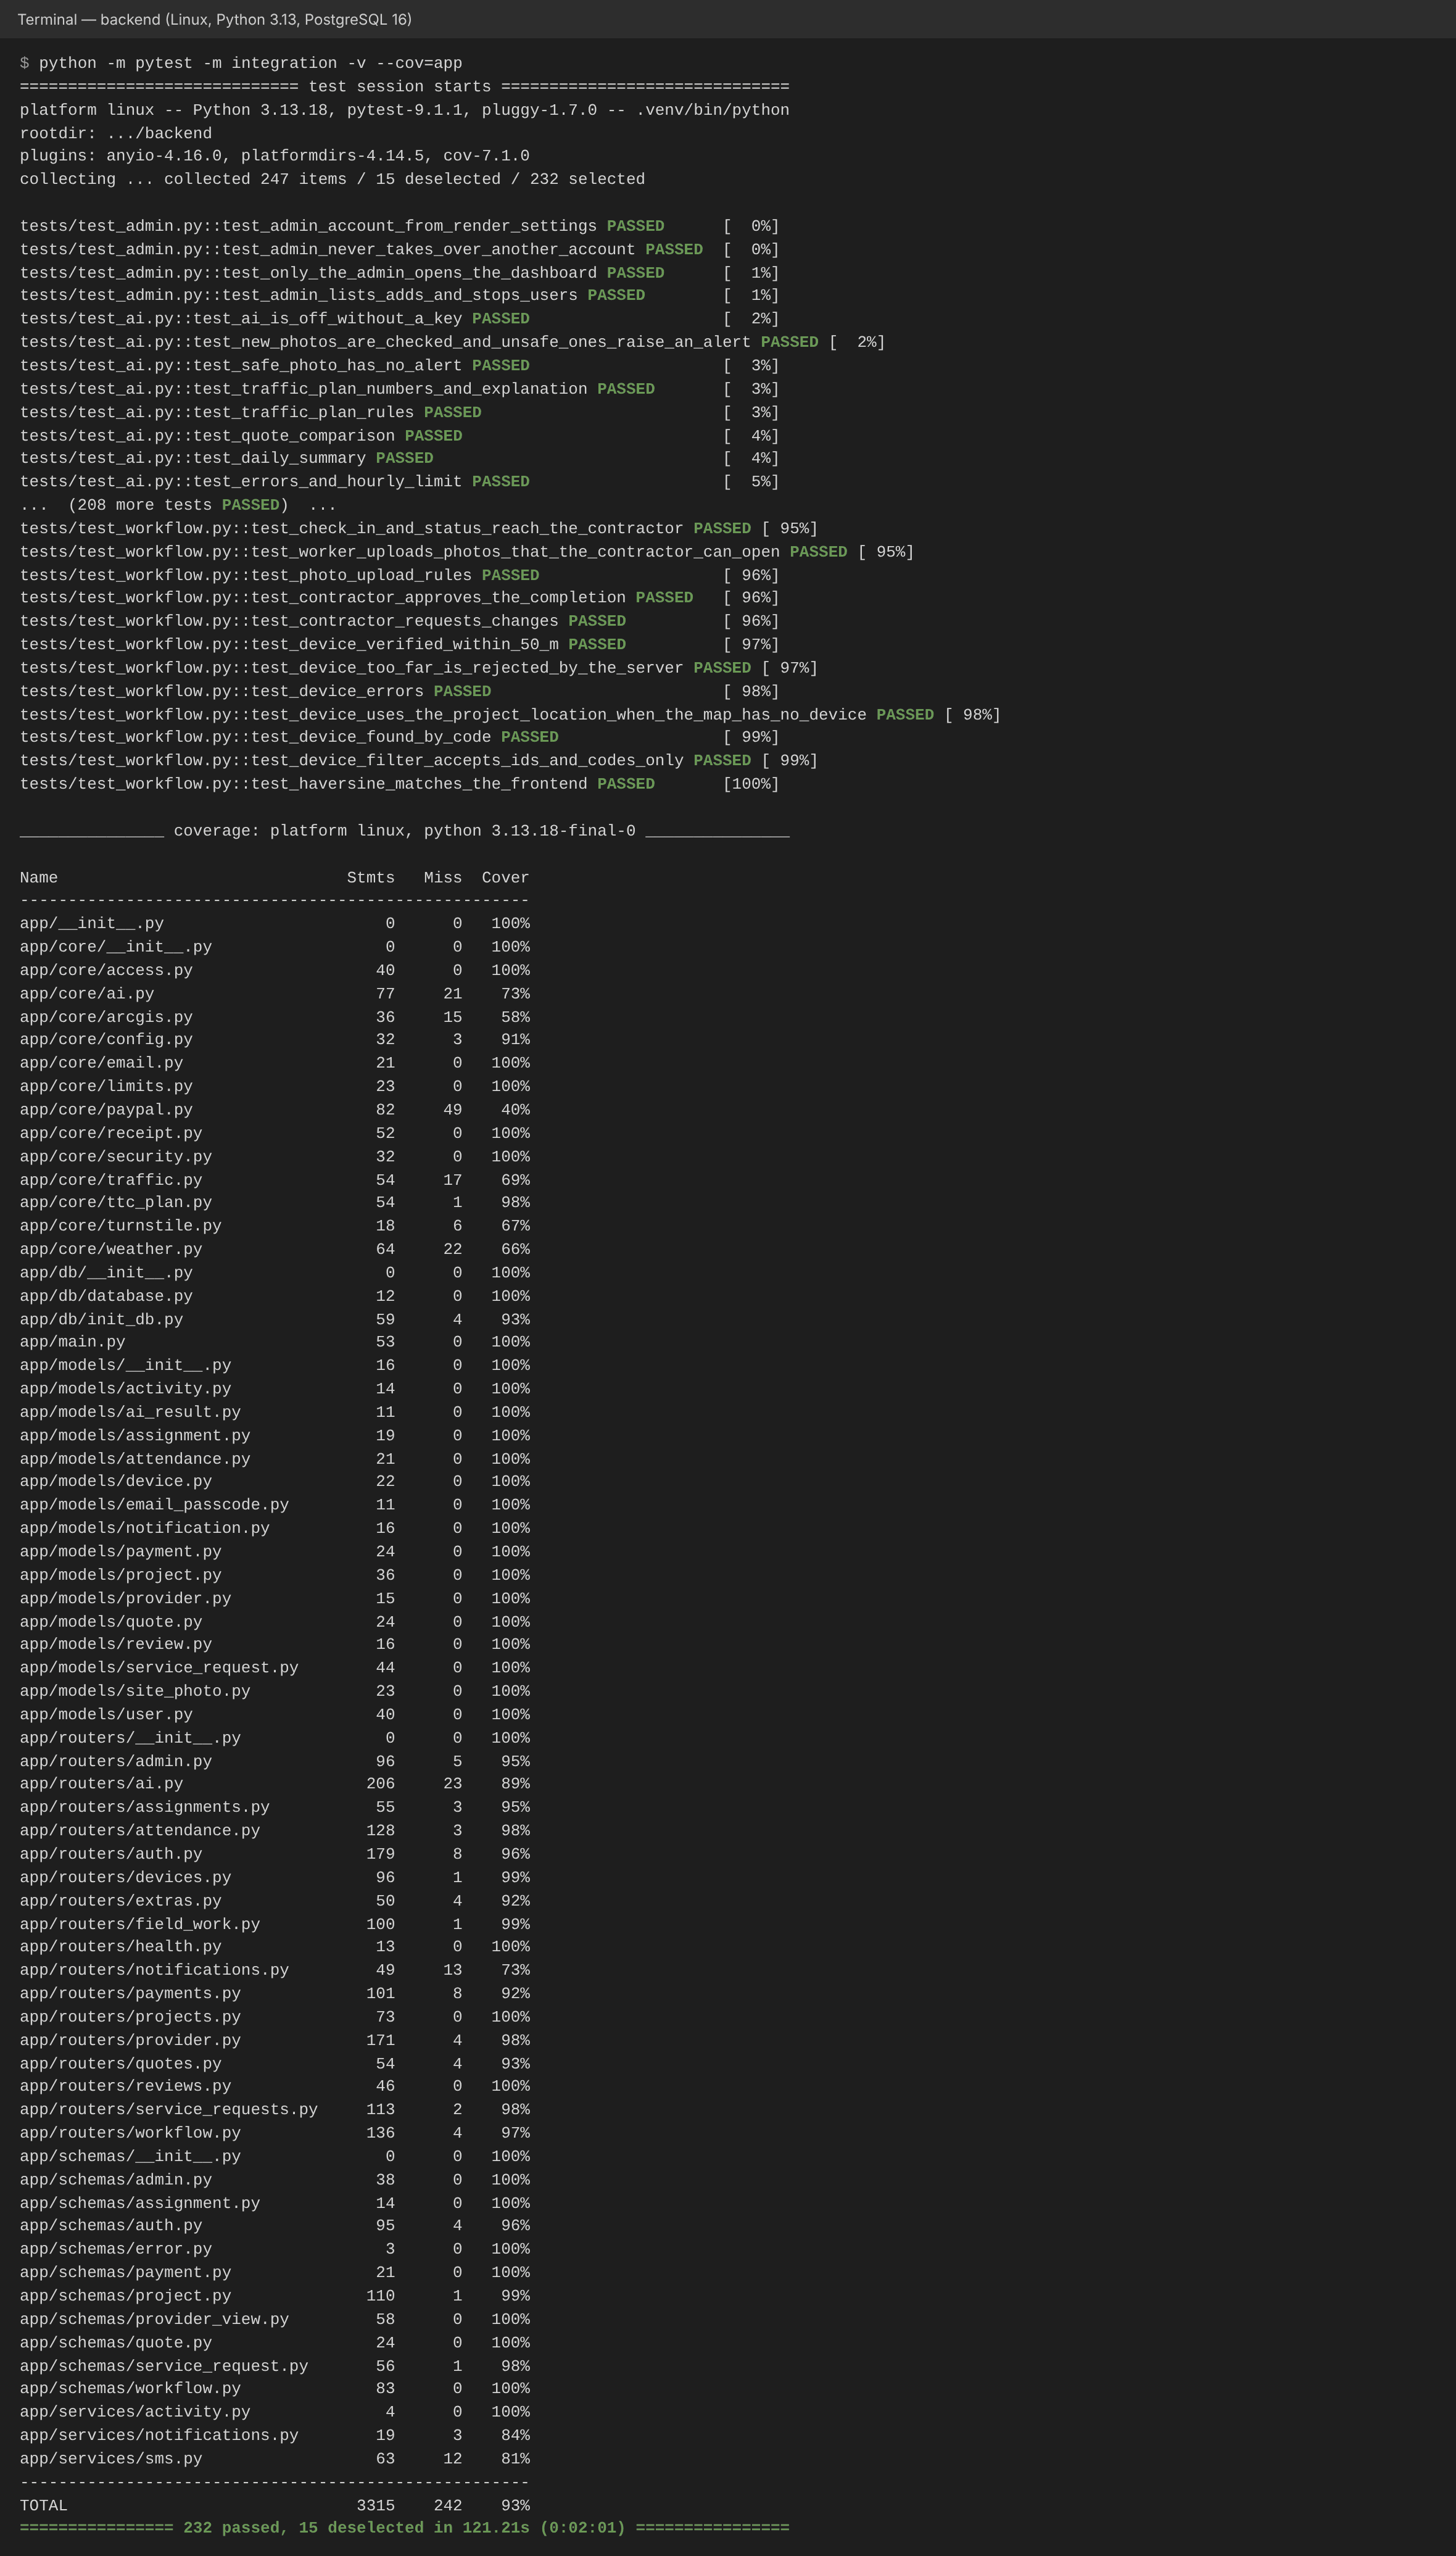 Terminal — backend (Linux, Python 3.13, PostgreSQL 16)
$ python -m pytest -m integration -v --cov=app
============================= test session starts ==============================
platform linux -- Python 3.13.18, pytest-9.1.1, pluggy-1.7.0 -- .venv/bin/python
rootdir: .../backend
plugins: anyio-4.16.0, platformdirs-4.14.5, cov-7.1.0
collecting ... collected 247 items / 15 deselected / 232 selected
tests/test_admin.py::test_admin_account_from_render_settings PASSED      [  0%]
tests/test_admin.py::test_admin_never_takes_over_another_account PASSED  [  0%]
tests/test_admin.py::test_only_the_admin_opens_the_dashboard PASSED      [  1%]
tests/test_admin.py::test_admin_lists_adds_and_stops_users PASSED        [  1%]
tests/test_ai.py::test_ai_is_off_without_a_key PASSED                    [  2%]
tests/test_ai.py::test_new_photos_are_checked_and_unsafe_ones_raise_an_alert PASSED [  2%]
tests/test_ai.py::test_safe_photo_has_no_alert PASSED                    [  3%]
tests/test_ai.py::test_traffic_plan_numbers_and_explanation PASSED       [  3%]
tests/test_ai.py::test_traffic_plan_rules PASSED                         [  3%]
tests/test_ai.py::test_quote_comparison PASSED                           [  4%]
tests/test_ai.py::test_daily_summary PASSED                              [  4%]
tests/test_ai.py::test_errors_and_hourly_limit PASSED                    [  5%]
...  (208 more tests PASSED)  ...
tests/test_workflow.py::test_check_in_and_status_reach_the_contractor PASSED [ 95%]
tests/test_workflow.py::test_worker_uploads_photos_that_the_contractor_can_open PASSED [ 95%]
tests/test_workflow.py::test_photo_upload_rules PASSED                   [ 96%]
tests/test_workflow.py::test_contractor_approves_the_completion PASSED   [ 96%]
tests/test_workflow.py::test_contractor_requests_changes PASSED          [ 96%]
tests/test_workflow.py::test_device_verified_within_50_m PASSED          [ 97%]
tests/test_workflow.py::test_device_too_far_is_rejected_by_the_server PASSED [ 97%]
tests/test_workflow.py::test_device_errors PASSED                        [ 98%]
tests/test_workflow.py::test_device_uses_the_project_location_when_the_map_has_no_device PASSED [ 98%]
tests/test_workflow.py::test_device_found_by_code PASSED                 [ 99%]
tests/test_workflow.py::test_device_filter_accepts_ids_and_codes_only PASSED [ 99%]
tests/test_workflow.py::test_haversine_matches_the_frontend PASSED       [100%]
_______________ coverage: platform linux, python 3.13.18-final-0 _______________
Name                              Stmts   Miss  Cover
-----------------------------------------------------
app/__init__.py                       0      0   100%
app/core/__init__.py                  0      0   100%
app/core/access.py                   40      0   100%
app/core/ai.py                       77     21    73%
app/core/arcgis.py                   36     15    58%
app/core/config.py                   32      3    91%
app/core/email.py                    21      0   100%
app/core/limits.py                   23      0   100%
app/core/paypal.py                   82     49    40%
app/core/receipt.py                  52      0   100%
app/core/security.py                 32      0   100%
app/core/traffic.py                  54     17    69%
app/core/ttc_plan.py                 54      1    98%
app/core/turnstile.py                18      6    67%
app/core/weather.py                  64     22    66%
app/db/__init__.py                    0      0   100%
app/db/database.py                   12      0   100%
app/db/init_db.py                    59      4    93%
app/main.py                          53      0   100%
app/models/__init__.py               16      0   100%
app/models/activity.py               14      0   100%
app/models/ai_result.py              11      0   100%
app/models/assignment.py             19      0   100%
app/models/attendance.py             21      0   100%
app/models/device.py                 22      0   100%
app/models/email_passcode.py         11      0   100%
app/models/notification.py           16      0   100%
app/models/payment.py                24      0   100%
app/models/project.py                36      0   100%
app/models/provider.py               15      0   100%
app/models/quote.py                  24      0   100%
app/models/review.py                 16      0   100%
app/models/service_request.py        44      0   100%
app/models/site_photo.py             23      0   100%
app/models/user.py                   40      0   100%
app/routers/__init__.py               0      0   100%
app/routers/admin.py                 96      5    95%
app/routers/ai.py                   206     23    89%
app/routers/assignments.py           55      3    95%
app/routers/attendance.py           128      3    98%
app/routers/auth.py                 179      8    96%
app/routers/devices.py               96      1    99%
app/routers/extras.py                50      4    92%
app/routers/field_work.py           100      1    99%
app/routers/health.py                13      0   100%
app/routers/notifications.py         49     13    73%
app/routers/payments.py             101      8    92%
app/routers/projects.py              73      0   100%
app/routers/provider.py             171      4    98%
app/routers/quotes.py                54      4    93%
app/routers/reviews.py               46      0   100%
app/routers/service_requests.py     113      2    98%
app/routers/workflow.py             136      4    97%
app/schemas/__init__.py               0      0   100%
app/schemas/admin.py                 38      0   100%
app/schemas/assignment.py            14      0   100%
app/schemas/auth.py                  95      4    96%
app/schemas/error.py                  3      0   100%
app/schemas/payment.py               21      0   100%
app/schemas/project.py              110      1    99%
app/schemas/provider_view.py         58      0   100%
app/schemas/quote.py                 24      0   100%
app/schemas/service_request.py       56      1    98%
app/schemas/workflow.py              83      0   100%
app/services/activity.py              4      0   100%
app/services/notifications.py        19      3    84%
app/services/sms.py                  63     12    81%
-----------------------------------------------------
TOTAL                              3315    242    93%
================ 232 passed, 15 deselected in 121.21s (0:02:01) ================